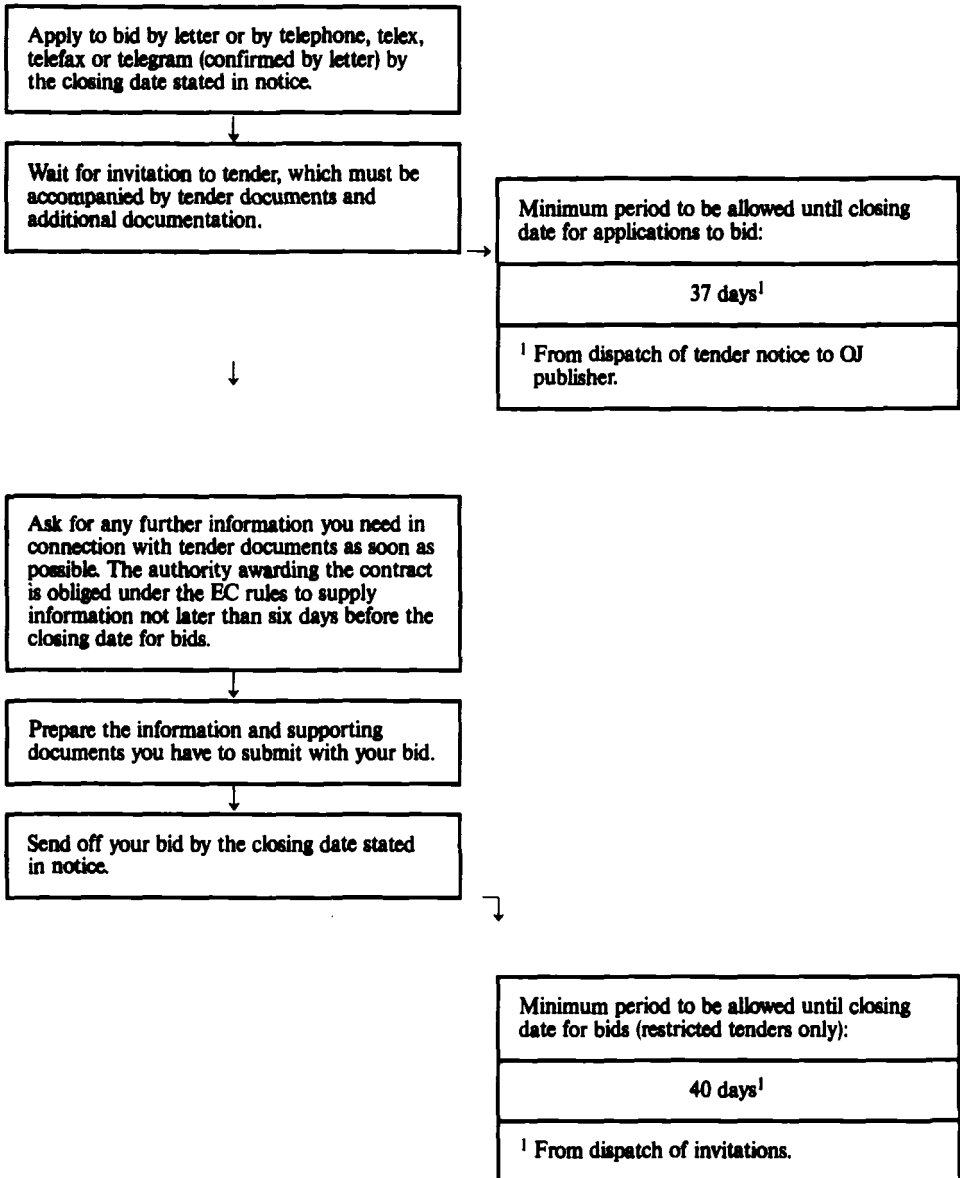 Apply to bid by letter or by telephone, telex,
telefax or telegram (confirmed by letter) by
the closing date stated in notice.
Wait for invitation to tender, which must be
accompanied by tender documents and
additional documentation.
Minimum period to be allowed until closing
date for applications to bid:
37 days¹
¹ From dispatch of tender notice to OJ
publisher.
Ask for any further information you need in
connection with tender documents as soon as
possible. The authority awarding the contract
is obliged under the EC rules to supply
information not later than six days before the
closing date for bids.
Prepare the information and supporting
documents you have to submit with your bid.
Send off your bid by the closing date stated
in notice.
Minimum period to be allowed until closing
date for bids (restricted tenders only):
40 days¹
¹ From dispatch of invitations.